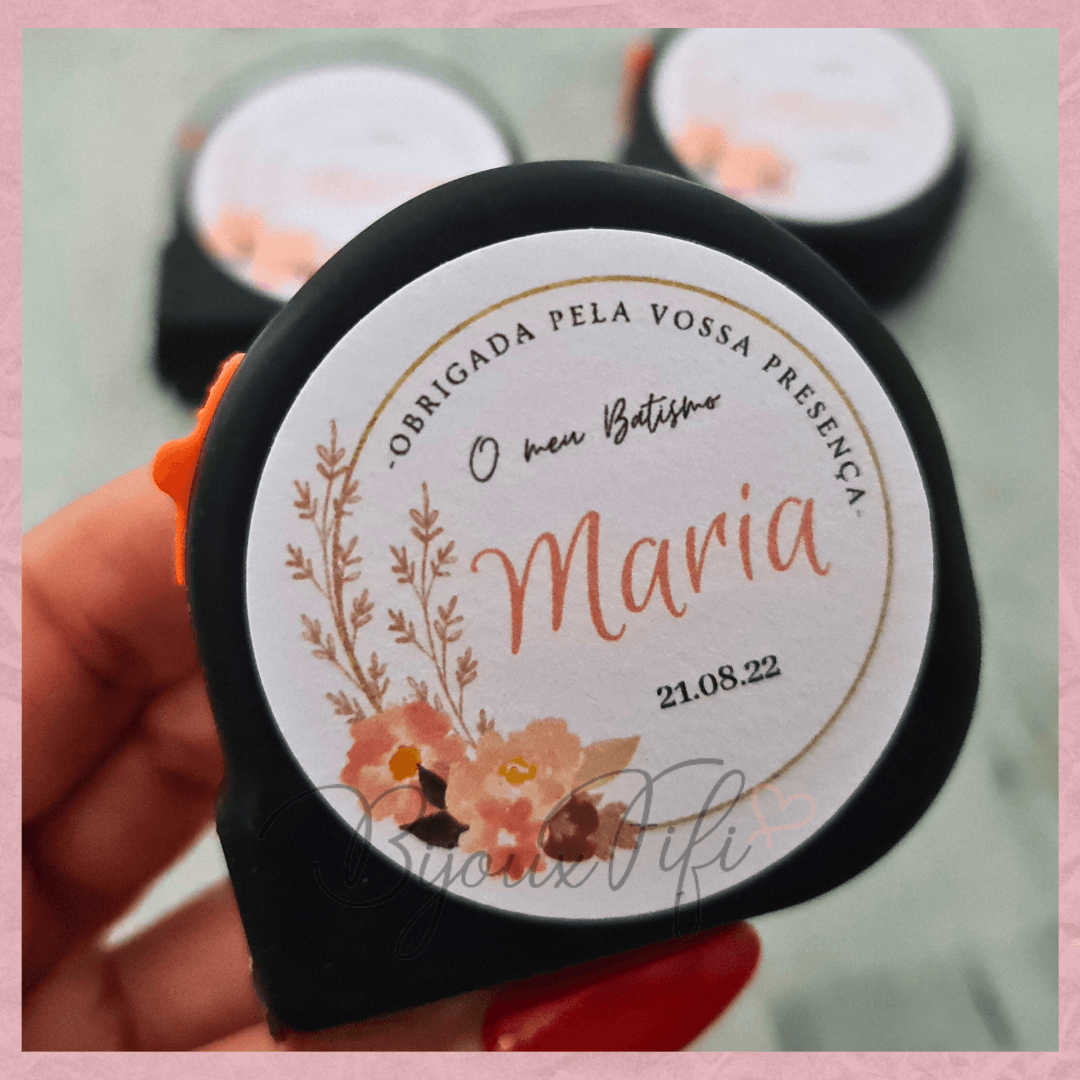 -OBRIGADA PELA VOSSA PRESENÇA-
O meu Batismo
Maria
21.08.22
BijouxFifi